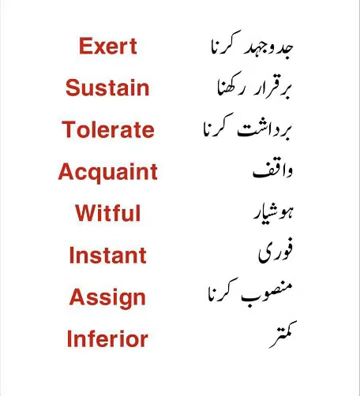 Exert جدوجہد کرنا
Sustain برقرار رکھنا
Tolerate برداشت کرنا
Acquaint واقف
Witful ہوشیار
Instant فوری
Assign منصوب کرنا
Inferior کمتر